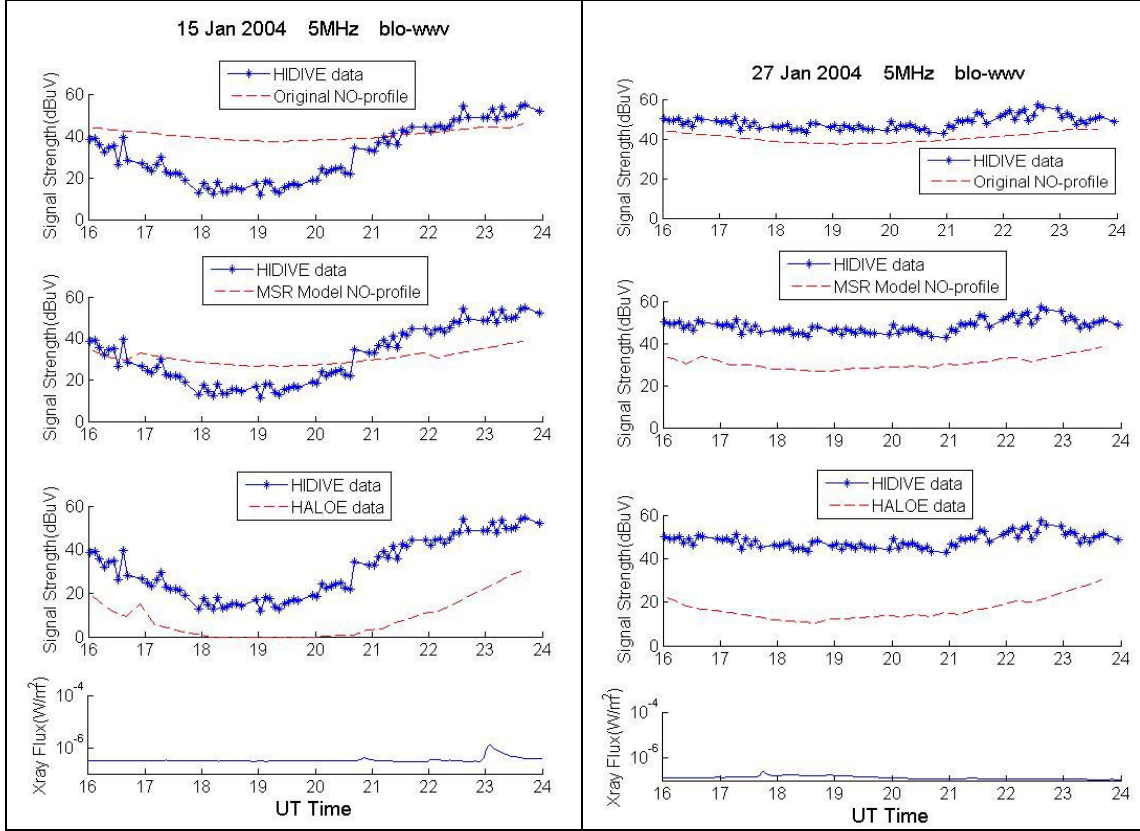 15 Jan 2004 5MHz blo-wwv
HIDIVE data
Original NO-profile
Signal Strength(dBuV)
60
40
20
0
16 17 18 19 20 21 22 23 24
HIDIVE data
MSR Model NO-profile
Signal Strength(dBuV)
60
40
20
0
16 17 18 19 20 21 22 23 24
HIDIVE data
HALOE data
Signal Strength(dBuV)
60
40
20
0
16 17 18 19 20 21 22 23 24
Xray Flux(W/m²)
10⁻⁴
10⁻⁶
16 17 18 19 20 21 22 23 24
UT Time
27 Jan 2004 5MHz blo-wwv
HIDIVE data
Original NO-profile
Signal Strength(dBuV)
60
40
20
0
16 17 18 19 20 21 22 23 24
HIDIVE data
MSR Model NO-profile
Signal Strength(dBuV)
60
40
20
0
16 17 18 19 20 21 22 23 24
HIDIVE data
HALOE data
Signal Strength(dBuV)
60
40
20
0
16 17 18 19 20 21 22 23 24
Xray Flux(W/m²)
10⁻⁴
10⁻⁶
16 17 18 19 20 21 22 23 24
UT Time